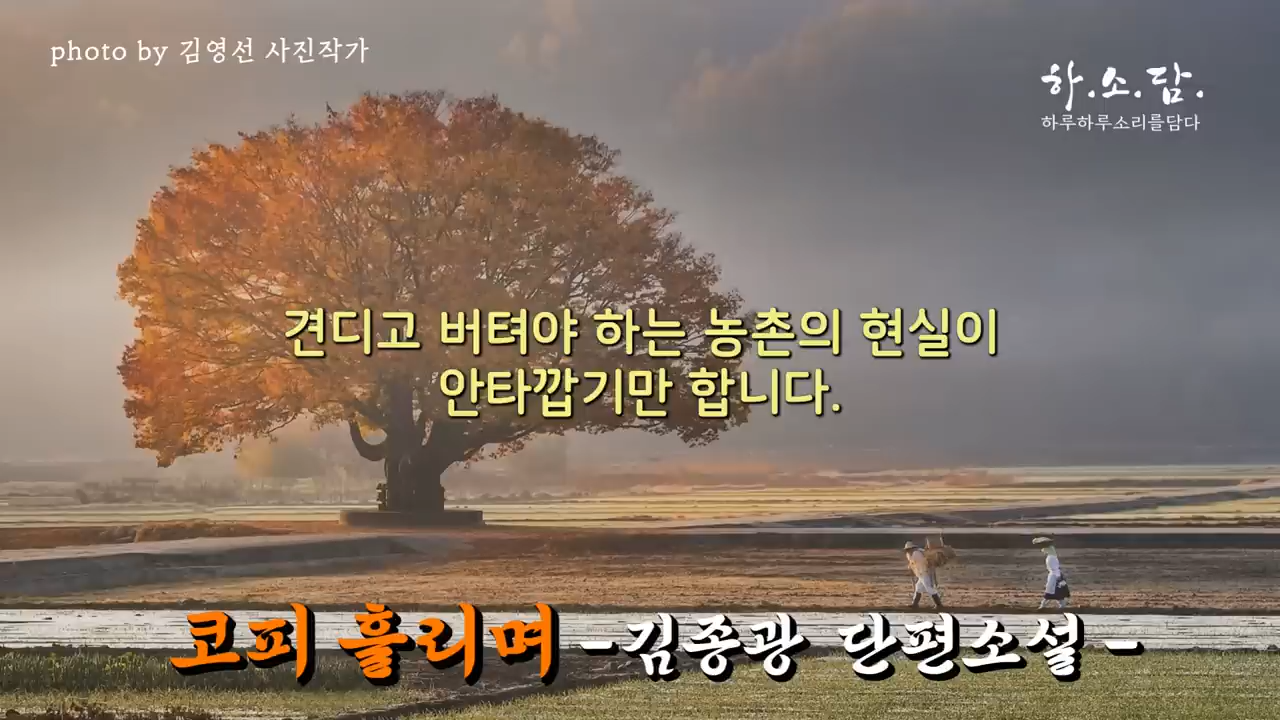 photo by 김영선 사진작가
하.소.담.
하루하루소리를담다
견디고 버텨야 하는 농촌의 현실이
안타깝기만 합니다.
코피 흘리며 -김종광 단편소설-